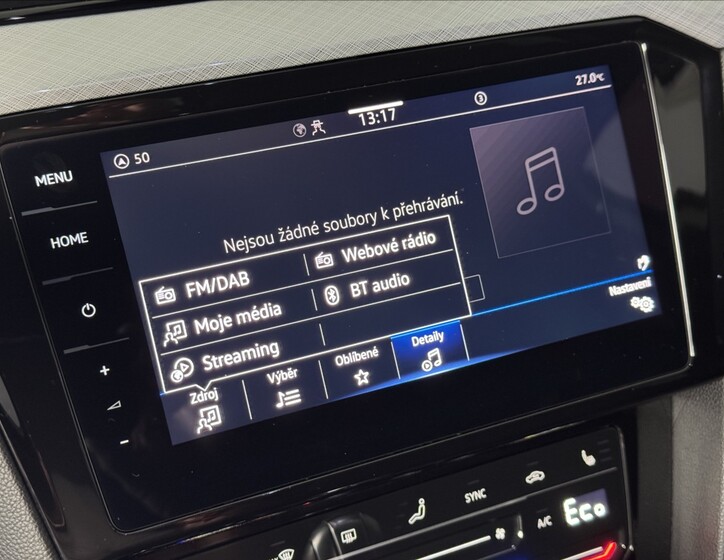 27.0°C
3
13:17
50
MENU
HOME
Nejsou žádné soubory k přehrávání.
FM/DAB
Webové rádio
Moje média
BT audio
Streaming
Nastavení
Zdroj
Výběr
Oblíbené
Detaily
+
-
SYNC
A/C
Eco